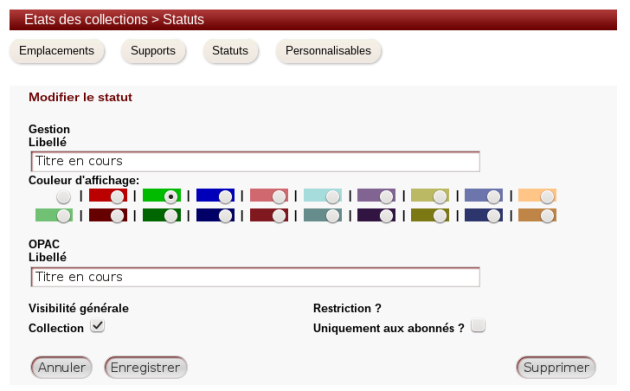 Etats des collections > Statuts
Emplacements Supports Statuts Personnalisables
Modifier le statut
Gestion
Libellé
Titre en cours
Couleur d'affichage:
| | | | | | | | |
| | | | | | | | |
OPAC
Libellé
Titre en cours
Visibilité générale Restriction ?
Collection Uniquement aux abonnés ?
Annuler Enregistrer Supprimer